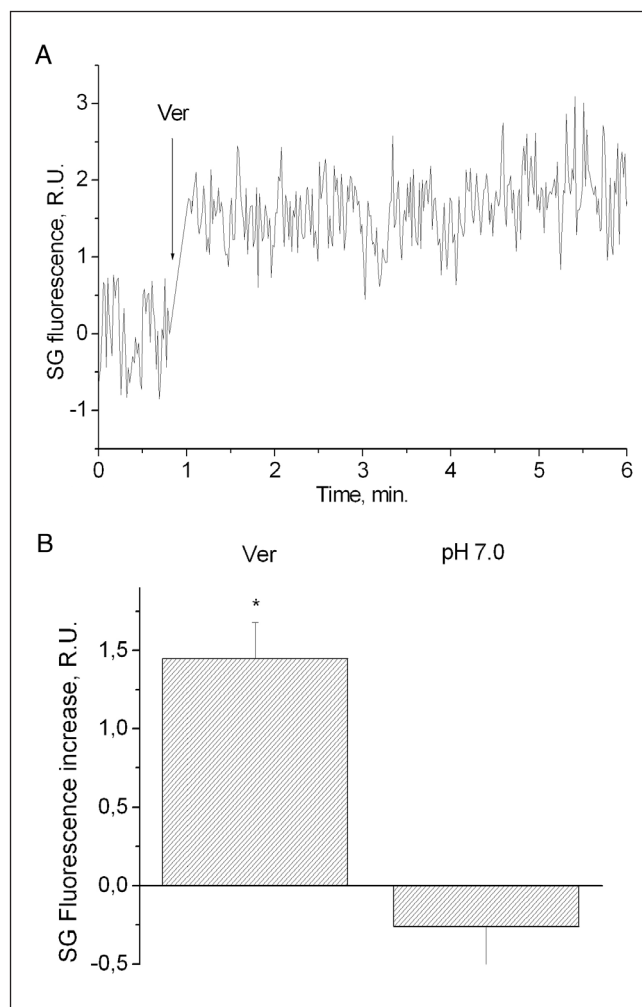 A
Ver
SG fluorescence, R.U.
3
2
1
0
-1
0 1 2 3 4 5 6
Time, min.
B
Ver pH 7.0
*
SG Fluorescence increase, R.U.
1,5
1,0
0,5
0,0
-0,5